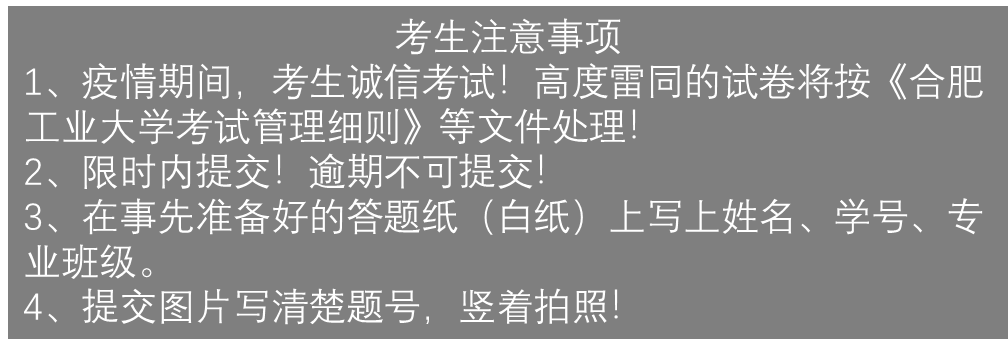 考生注意事项
1、疫情期间，考生诚信考试！高度雷同的试卷将按《合肥
工业大学考试管理细则》等文件处理！
2、限时内提交！逾期不可提交！
3、在事先准备好的答题纸（白纸）上写上姓名、学号、专
业班级。
4、提交图片写清楚题号，竖着拍照！